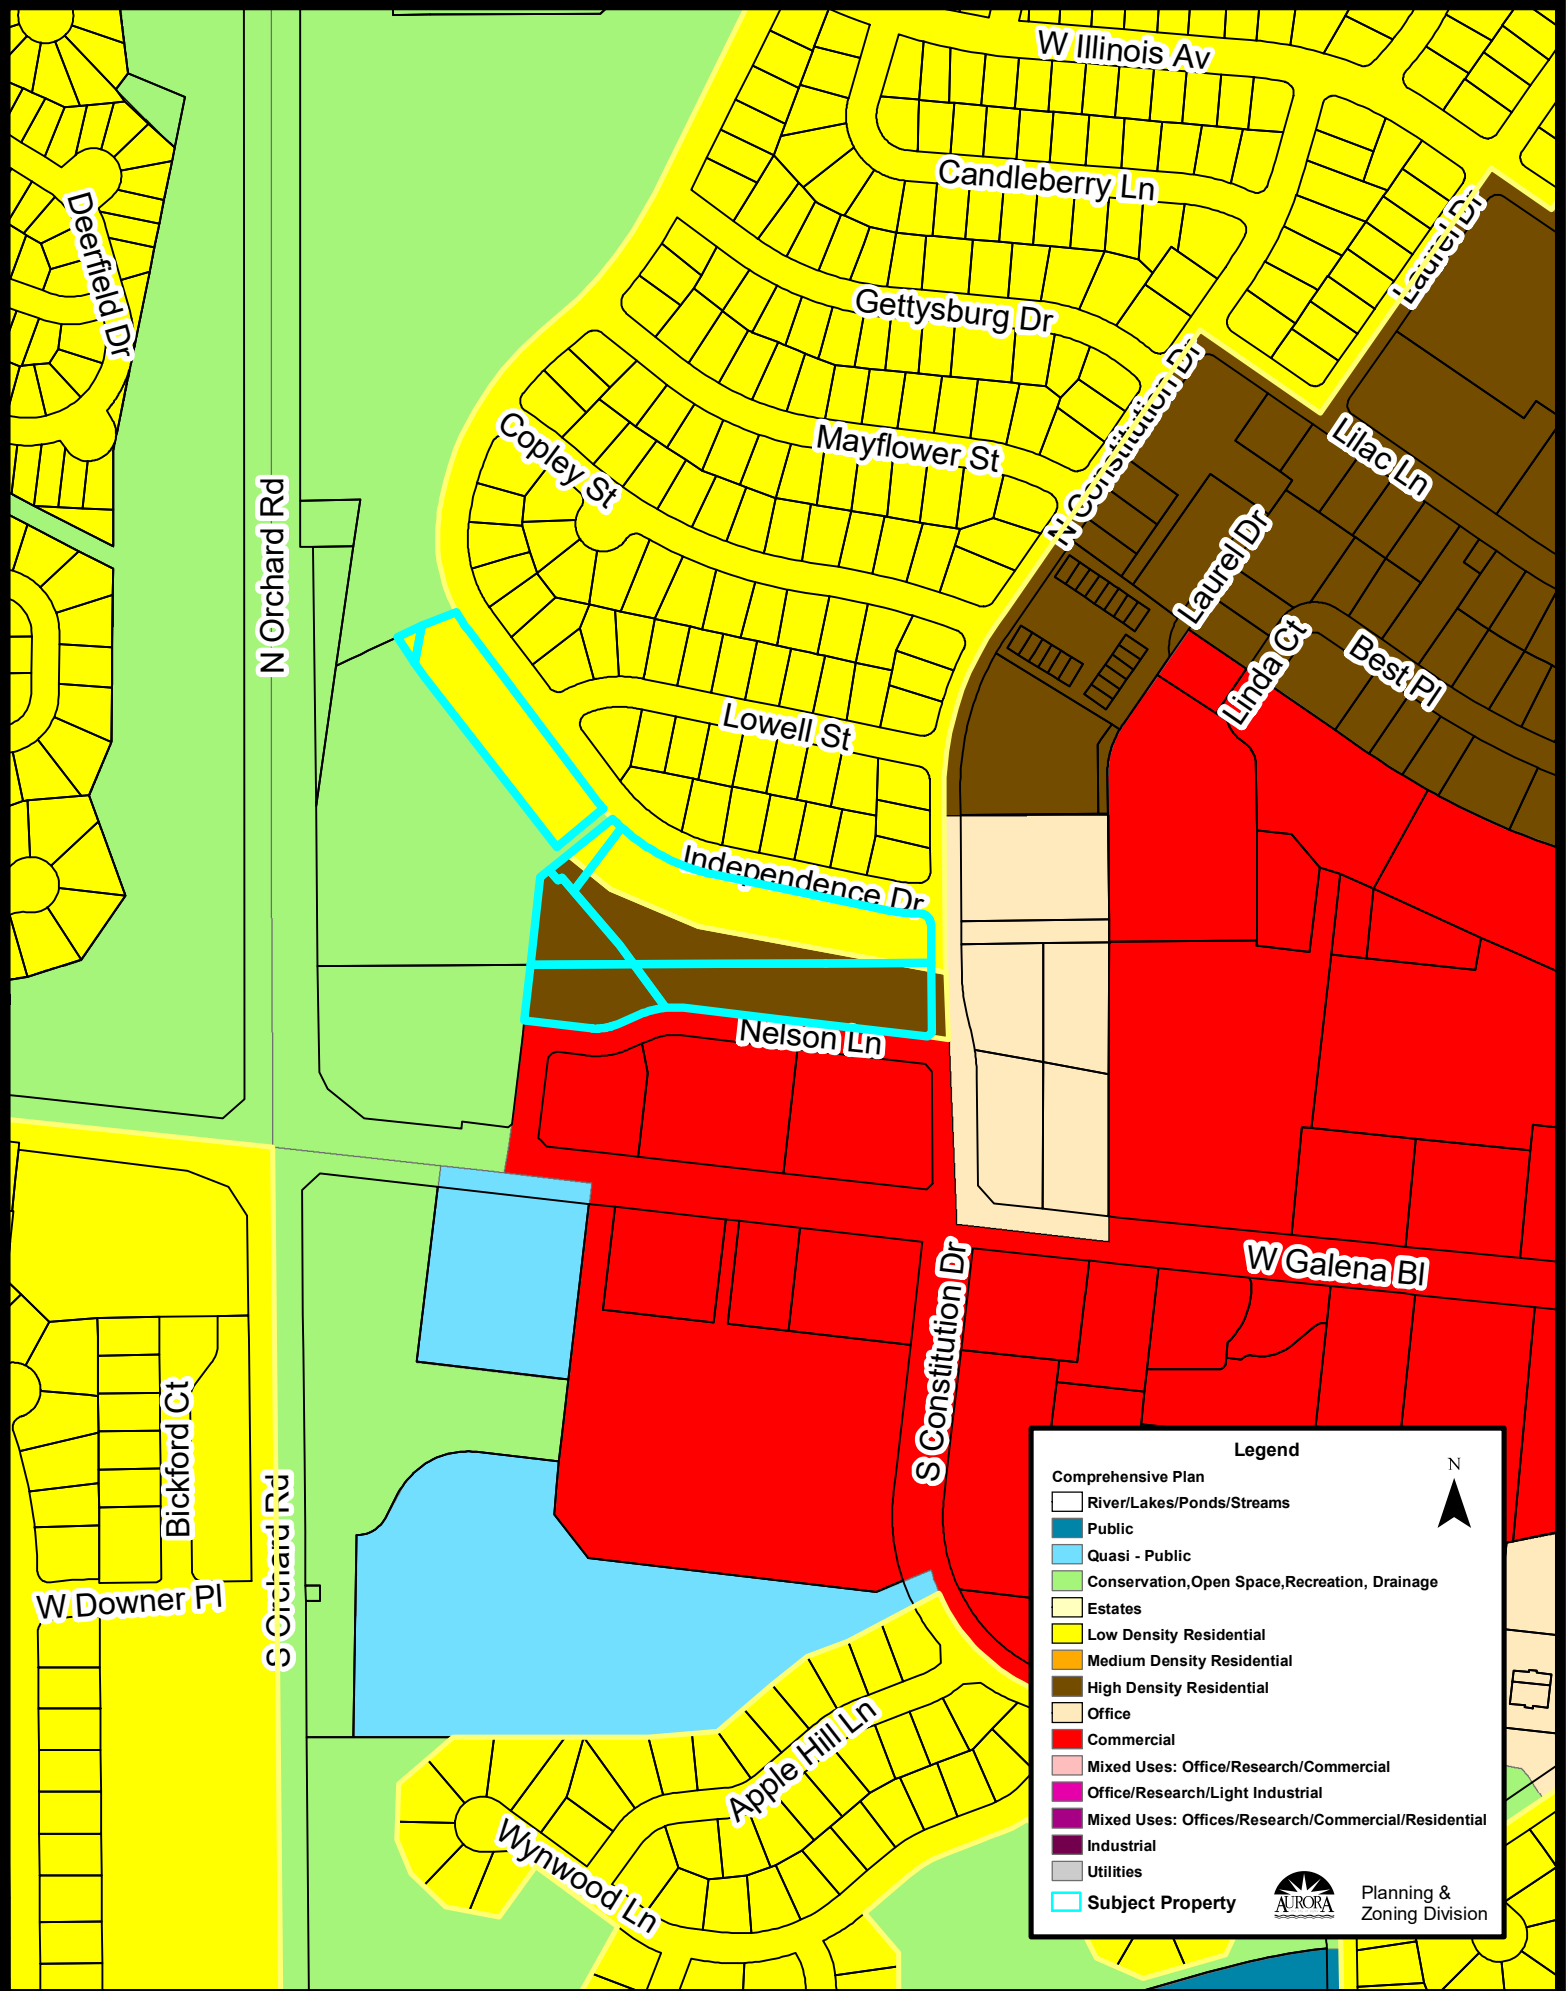 W Illinois Av
Candleberry Ln
Laurel Dr
Deerfield Dr
Gettysburg Dr
N Constitution Dr
Copley St
Mayflower St
Lilac Ln
N Orchard Rd
Laurel Dr
Linda Ct
Best Pl
Lowell St
Independence Dr
Nelson Ln
W Galena Bl
S Constitution Dr
Bickford Ct
S Orchard Rd
W Downer Pl
Apple Hill Ln
Wynwood Ln
Legend
N
Comprehensive Plan
River/Lakes/Ponds/Streams
Public
Quasi - Public
Conservation,Open Space,Recreation, Drainage
Estates
Low Density Residential
Medium Density Residential
High Density Residential
Office
Commercial
Mixed Uses: Office/Research/Commercial
Office/Research/Light Industrial
Mixed Uses: Offices/Research/Commercial/Residential
Industrial
Utilities
Subject Property
AURORA
Planning &
Zoning Division